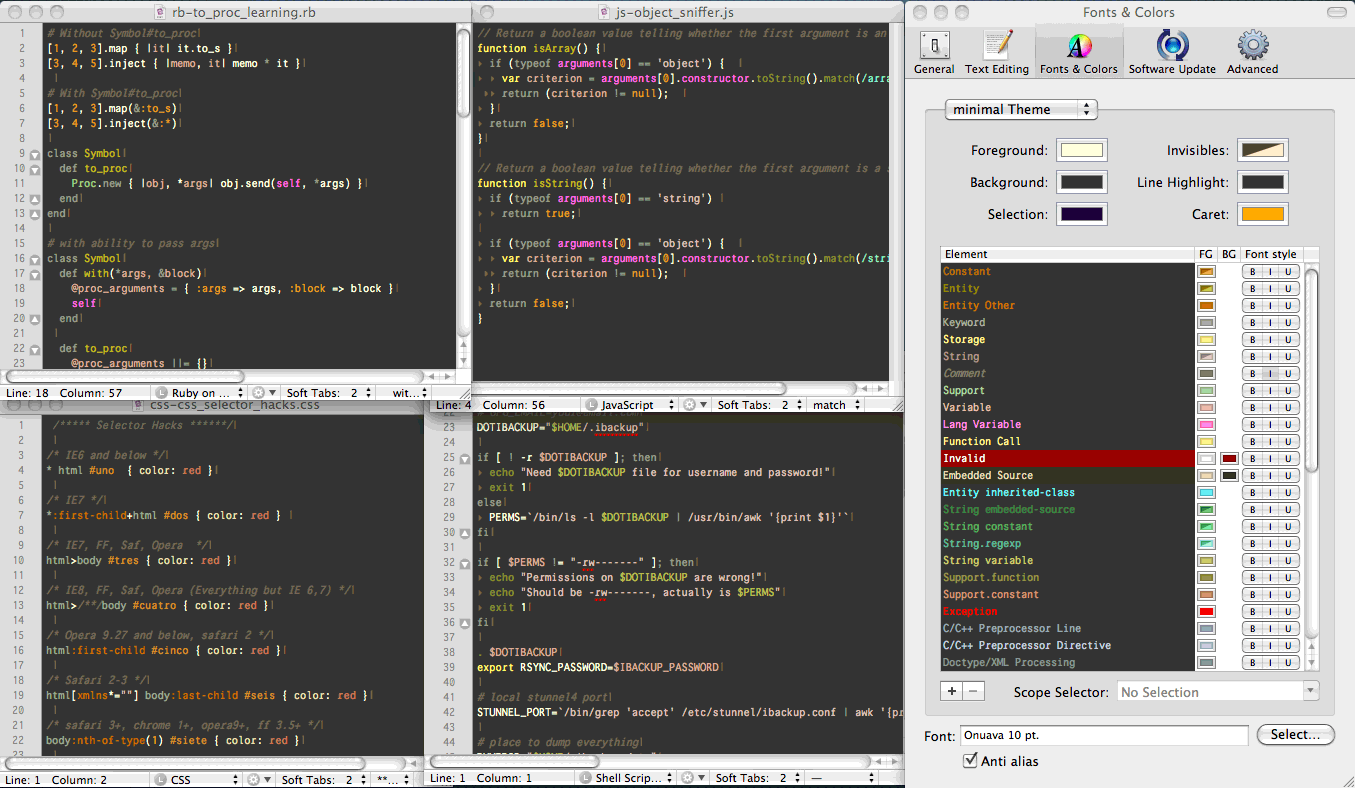 rb-to_proc_learning.rb
1 # Without Symbol#to_proc
2 [1, 2, 3].map { |it| it.to_s }
3 [3, 4, 5].inject { |memo, it| memo * it }
4
5 # With Symbol#to_proc
6 [1, 2, 3].map(&:to_s)
7 [3, 4, 5].inject(&:*)
8
9 class Symbol
10 def to_proc
11 Proc.new { |obj, *args| obj.send(self, *args) }
12 end
13 end
14
15 # with ability to pass args
16 class Symbol
17 def with(*args, &block)
18 @proc_arguments = { :args => args, :block => block }
19 self
20 end
21
22 def to_proc
23 @proc_arguments ||= {}
Line: 18 Column: 57 L Ruby on ... Soft Tabs: 2 wit...
js-object_sniffer.js
// Return a boolean value telling whether the first argument is an
function isArray() {
if (typeof arguments[0] == 'object') {
var criterion = arguments[0].constructor.toString().match(/arra
return (criterion != null);
}
return false;
}
// Return a boolean value telling whether the first argument is a s
function isString() {
if (typeof arguments[0] == 'string')
return true;
if (typeof arguments[0] == 'object') {
var criterion = arguments[0].constructor.toString().match(/stri
return (criterion != null);
}
return false;
}
Line: 4 Column: 56 L JavaScript Soft Tabs: 2 match
css-css_selector_hacks.css
1 /***** Selector Hacks ******/
2
3 /* IE6 and below */
4 * html #uno { color: red }
5
6 /* IE7 */
7 *:first-child+html #dos { color: red }
8
9 /* IE7, FF, Saf, Opera */
10 html>body #tres { color: red }
11
12 /* IE8, FF, Saf, Opera (Everything but IE 6,7) */
13 html>/**/body #cuatro { color: red }
14
15 /* Opera 9.27 and below, safari 2 */
16 html:first-child #cinco { color: red }
17
18 /* Safari 2-3 */
19 html[xmlns*=""] body:last-child #seis { color: red }
20
21 /* safari 3+, chrome 1+, opera9+, ff 3.5+ */
22 body:nth-of-type(1) #siete { color: red }
23
Line: 1 Column: 2 L CSS Soft Tabs: 2 **...
23 DOTIBACKUP="$HOME/.ibackup"
24
25 if [ ! -r $DOTIBACKUP ]; then
26 echo "Need $DOTIBACKUP file for username and password!"
27 exit 1
28 else
29 PERMS=`/bin/ls -l $DOTIBACKUP | /usr/bin/awk '{print $1}'`
30 fi
31
32 if [ $PERMS != "-rw-------" ]; then
33 echo "Permissions on $DOTIBACKUP are wrong!"
34 echo "Should be -rw-------, actually is $PERMS"
35 exit 1
36 fi
37
38 . $DOTIBACKUP
39 export RSYNC_PASSWORD=$IBACKUP_PASSWORD
40
41 # local stunnel4 port
42 STUNNEL_PORT=`/bin/grep 'accept' /etc/stunnel/ibackup.conf | awk '{pr
43
44 # place to dump everything
Line: 1 Column: 1 L Shell Scrip... Soft Tabs: 2 —
Fonts & Colors
General Text Editing Fonts & Colors Software Update Advanced
minimal Theme
Foreground: Invisibles:
Background: Line Highlight:
Selection: Caret:
Element FG BG Font style
Constant B I U
Entity B I U
Entity Other B I U
Keyword B I U
Storage B I U
String B I U
Comment B I U
Support B I U
Variable B I U
Lang Variable B I U
Function Call B I U
Invalid B I U
Embedded Source B I U
Entity inherited-class B I U
String embedded-source B I U
String constant B I U
String.regexp B I U
String variable B I U
Support.function B I U
Support.constant B I U
Exception B I U
C/C++ Preprocessor Line B I U
C/C++ Preprocessor Directive B I U
Doctype/XML Processing B I U
+ − Scope Selector: No Selection
Font: Onuava 10 pt. Select...
Anti alias